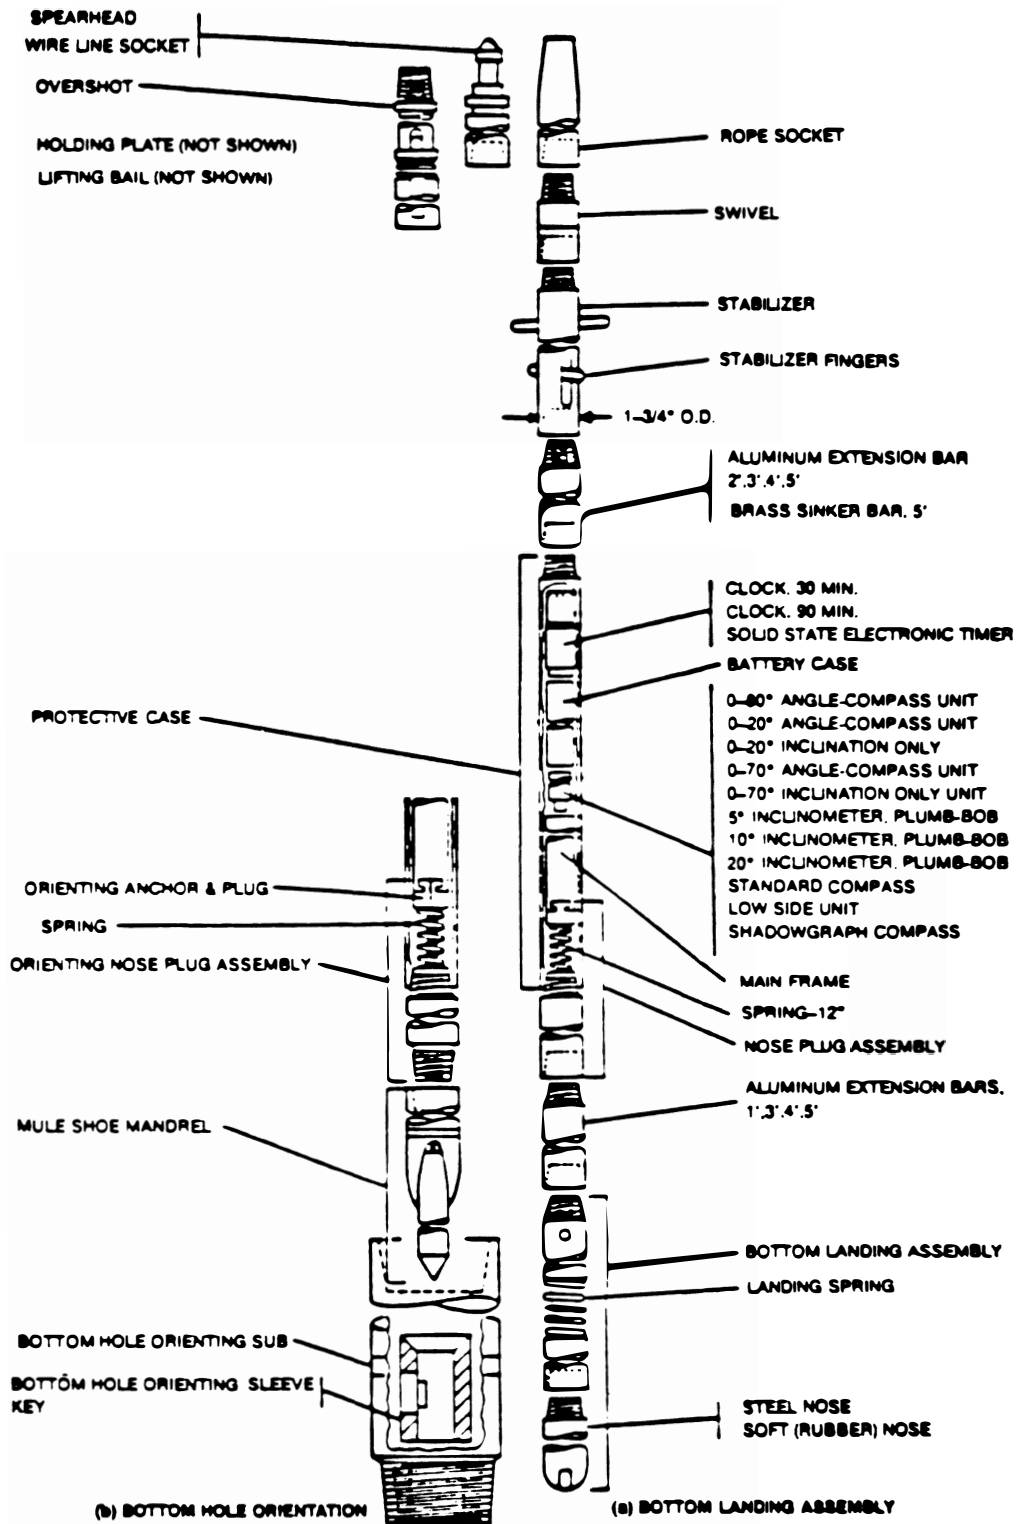 SPEARHEAD
WIRE LINE SOCKET
OVERSHOT
HOLDING PLATE (NOT SHOWN)
LIFTING BAIL (NOT SHOWN)
ROPE SOCKET
SWIVEL
STABILIZER
STABILIZER FINGERS
1-3/4" O.D.
ALUMINUM EXTENSION BAR
2',3',4',5'
BRASS SINKER BAR, 5'
CLOCK, 30 MIN.
CLOCK, 90 MIN.
SOLID STATE ELECTRONIC TIMER
BATTERY CASE
0-80° ANGLE-COMPASS UNIT
0-20° ANGLE-COMPASS UNIT
0-20° INCLINATION ONLY
0-70° ANGLE-COMPASS UNIT
0-70° INCLINATION ONLY UNIT
5° INCLINOMETER, PLUMB-BOB
10° INCLINOMETER, PLUMB-BOB
20° INCLINOMETER, PLUMB-BOB
STANDARD COMPASS
LOW SIDE UNIT
SHADOWGRAPH COMPASS
MAIN FRAME
SPRING-12"
NOSE PLUG ASSEMBLY
ALUMINUM EXTENSION BARS,
1',3',4',5'
BOTTOM LANDING ASSEMBLY
LANDING SPRING
STEEL NOSE
SOFT (RUBBER) NOSE
(a) BOTTOM LANDING ASSEMBLY
PROTECTIVE CASE
ORIENTING ANCHOR & PLUG
SPRING
ORIENTING NOSE PLUG ASSEMBLY
MULE SHOE MANDREL
BOTTOM HOLE ORIENTING SUB
BOTTOM HOLE ORIENTING SLEEVE
KEY
(b) BOTTOM HOLE ORIENTATION